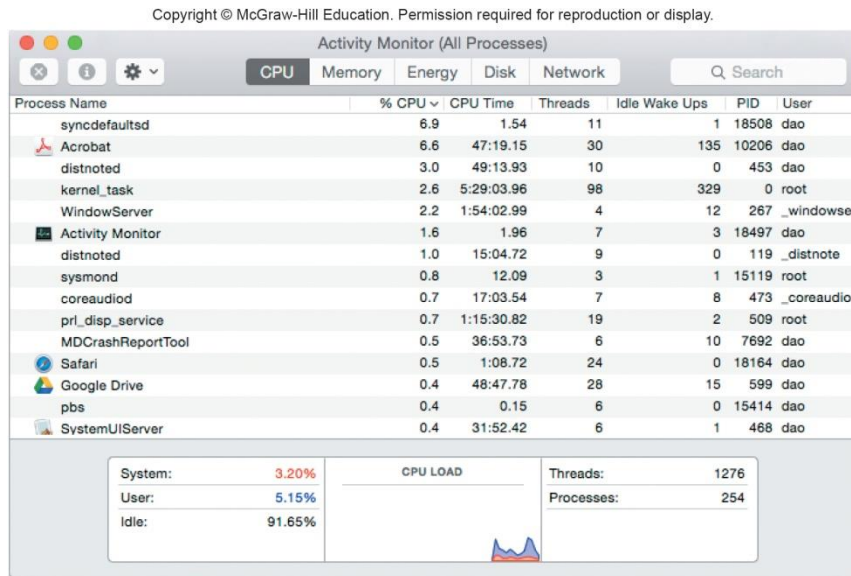 Copyright © McGraw-Hill Education. Permission required for reproduction or display.
Activity Monitor (All Processes)
CPU Memory Energy Disk Network Search
Process Name % CPU CPU Time Threads Idle Wake Ups PID User
syncdefaultsd 6.9 1.54 11 1 18508 dao
Acrobat 6.6 47:19.15 30 135 10206 dao
distnoted 3.0 49:13.93 10 0 453 dao
kernel_task 2.6 5:29:03.96 98 329 0 root
WindowServer 2.2 1:54:02.99 4 12 267 _windowse
Activity Monitor 1.6 1.96 7 3 18497 dao
distnoted 1.0 15:04.72 9 0 119 _distnote
sysmond 0.8 12.09 3 1 15119 root
coreaudiod 0.7 17:03.54 7 8 473 _coreaudio
prl_disp_service 0.7 1:15:30.82 19 2 509 root
MDCrashReportTool 0.5 36:53.73 6 10 7692 dao
Safari 0.5 1:08.72 24 0 18164 dao
Google Drive 0.4 48:47.78 28 15 599 dao
pbs 0.4 0.15 6 0 15414 dao
SystemUIServer 0.4 31:52.42 6 1 468 dao
System: 3.20% CPU LOAD Threads: 1276
User: 5.15% Processes: 254
Idle: 91.65%